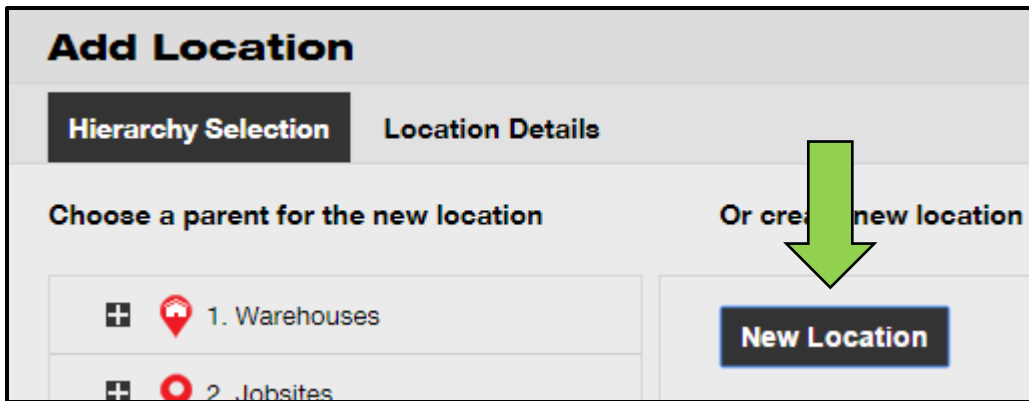 Add Location
Hierarchy Selection
Location Details
Choose a parent for the new location
Or new location
1. Warehouses
New Location
2. Jobsites